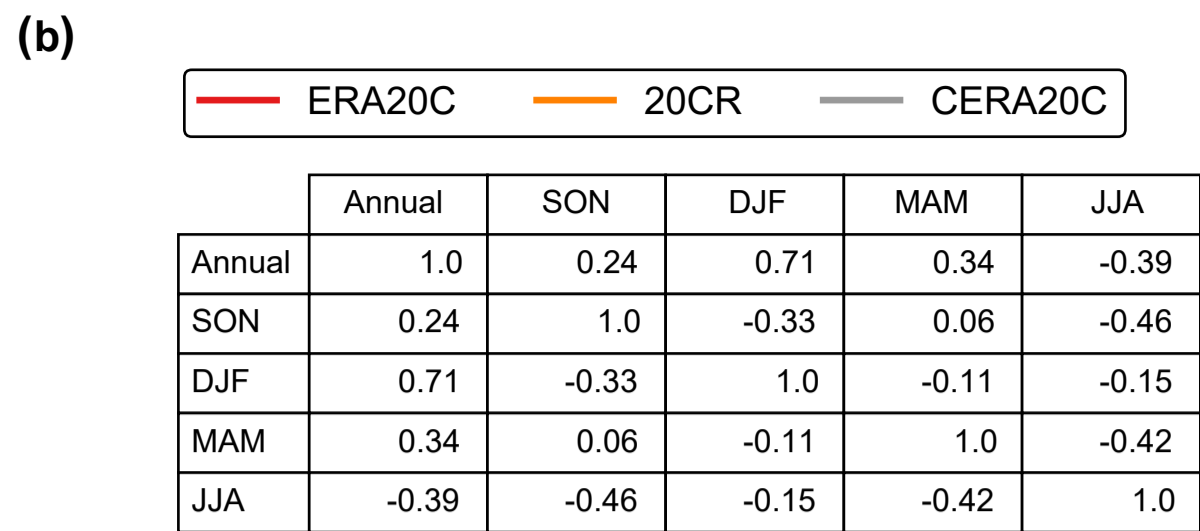 (b)
ERA20C 20CR CERA20C
Annual SON DJF MAM JJA
Annual 1.0 0.24 0.71 0.34 -0.39
SON 0.24 1.0 -0.33 0.06 -0.46
DJF 0.71 -0.33 1.0 -0.11 -0.15
MAM 0.34 0.06 -0.11 1.0 -0.42
JJA -0.39 -0.46 -0.15 -0.42 1.0